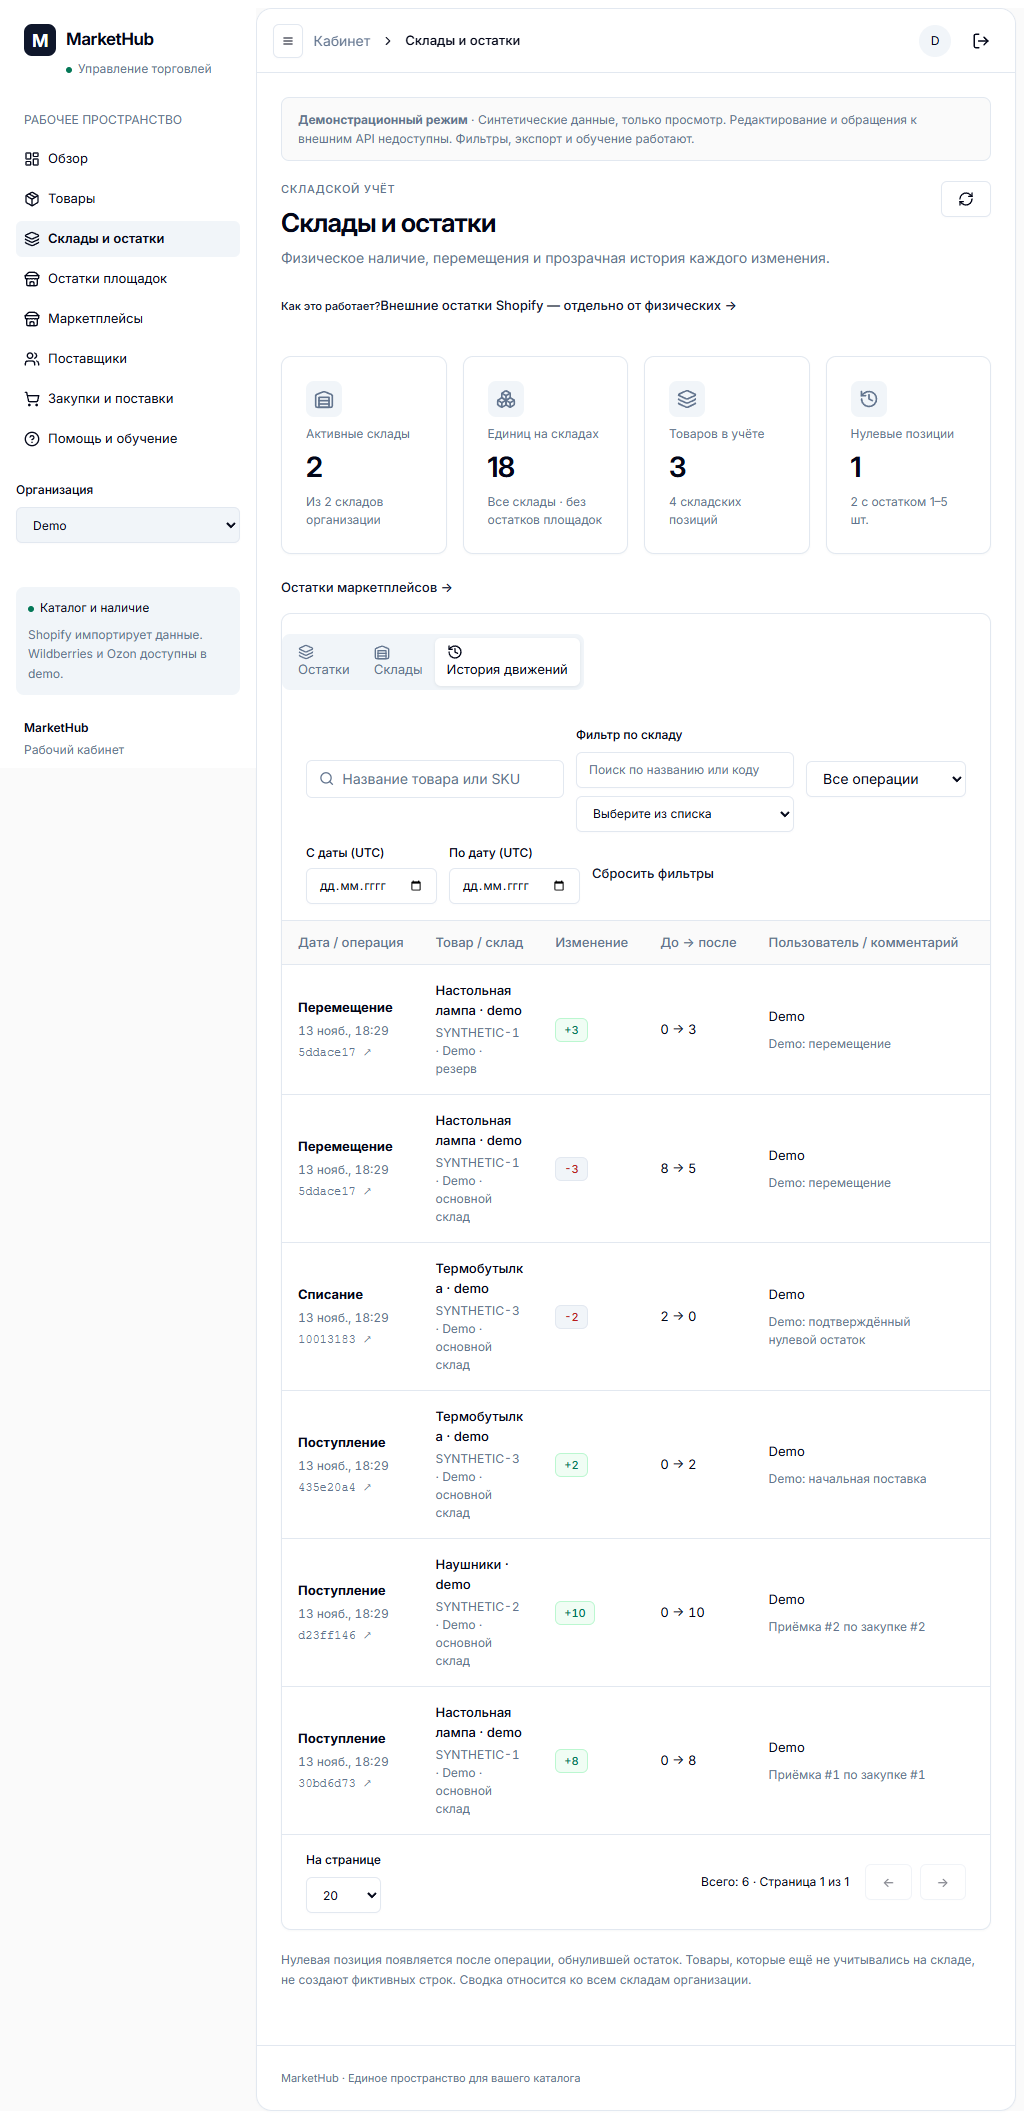 M MarketHub
Управление торговлей
РАБОЧЕЕ ПРОСТРАНСТВО
Обзор
Товары
Склады и остатки
Остатки площадок
Маркетплейсы
Поставщики
Закупки и поставки
Помощь и обучение
Организация
Demo
Каталог и наличие
Shopify импортирует данные.
Wildberries и Ozon доступны в
demo.
MarketHub
Рабочий кабинет
Кабинет > Склады и остатки
D
Демонстрационный режим · Синтетические данные, только просмотр. Редактирование и обращения к
внешним API недоступны. Фильтры, экспорт и обучение работают.
СКЛАДСКОЙ УЧЁТ
Склады и остатки
Физическое наличие, перемещения и прозрачная история каждого изменения.
Как это работает?Внешние остатки Shopify — отдельно от физических →
Активные склады
2
Из 2 складов
организации
Единиц на складах
18
Все склады · без
остатков площадок
Товаров в учёте
3
4 складских
позиций
Нулевые позиции
1
2 с остатком 1–5
шт.
Остатки маркетплейсов →
Остатки
Склады
История движений
Название товара или SKU
Фильтр по складу
Поиск по названию или коду
Выберите из списка
Все операции
С даты (UTC)
дд.мм.гггг
По дату (UTC)
дд.мм.гггг
Сбросить фильтры
Дата / операция Товар / склад Изменение До → после Пользователь / комментарий
Перемещение
13 нояб., 18:29
5ddace17 ↗
Настольная
лампа · demo
SYNTHETIC-1
· Demo ·
резерв
+3
0 → 3
Demo
Demo: перемещение
Перемещение
13 нояб., 18:29
5ddace17 ↗
Настольная
лампа · demo
SYNTHETIC-1
· Demo ·
основной
склад
-3
8 → 5
Demo
Demo: перемещение
Списание
13 нояб., 18:29
10013183 ↗
Термобутылк
а · demo
SYNTHETIC-3
· Demo ·
основной
склад
-2
2 → 0
Demo
Demo: подтверждённый
нулевой остаток
Поступление
13 нояб., 18:29
435e20a4 ↗
Термобутылк
а · demo
SYNTHETIC-3
· Demo ·
основной
склад
+2
0 → 2
Demo
Demo: начальная поставка
Поступление
13 нояб., 18:29
d23ff146 ↗
Наушники ·
demo
SYNTHETIC-2
· Demo ·
основной
склад
+10
0 → 10
Demo
Приёмка #2 по закупке #2
Поступление
13 нояб., 18:29
30bd6d73 ↗
Настольная
лампа · demo
SYNTHETIC-1
· Demo ·
основной
склад
+8
0 → 8
Demo
Приёмка #1 по закупке #1
На странице
20
Всего: 6 · Страница 1 из 1 ← →
Нулевая позиция появляется после операции, обнулившей остаток. Товары, которые ещё не учитывались на складе,
не создают фиктивных строк. Сводка относится ко всем складам организации.
MarketHub · Единое пространство для вашего каталога